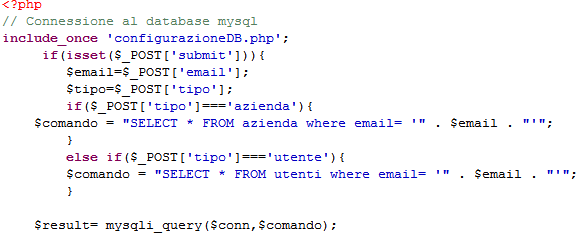 <?php
// Connessione al database mysql
include_once 'configurazioneDB.php';
if(isset($_POST['submit'])){
$email=$_POST['email'];
$tipo=$_POST['tipo'];
if($_POST['tipo']==='azienda'){
$comando = "SELECT * FROM azienda where email= '" . $email . "'";
}
else if($_POST['tipo']==='utente'){
$comando = "SELECT * FROM utenti where email= '" . $email . "'";
}
$result= mysqli_query($conn,$comando);